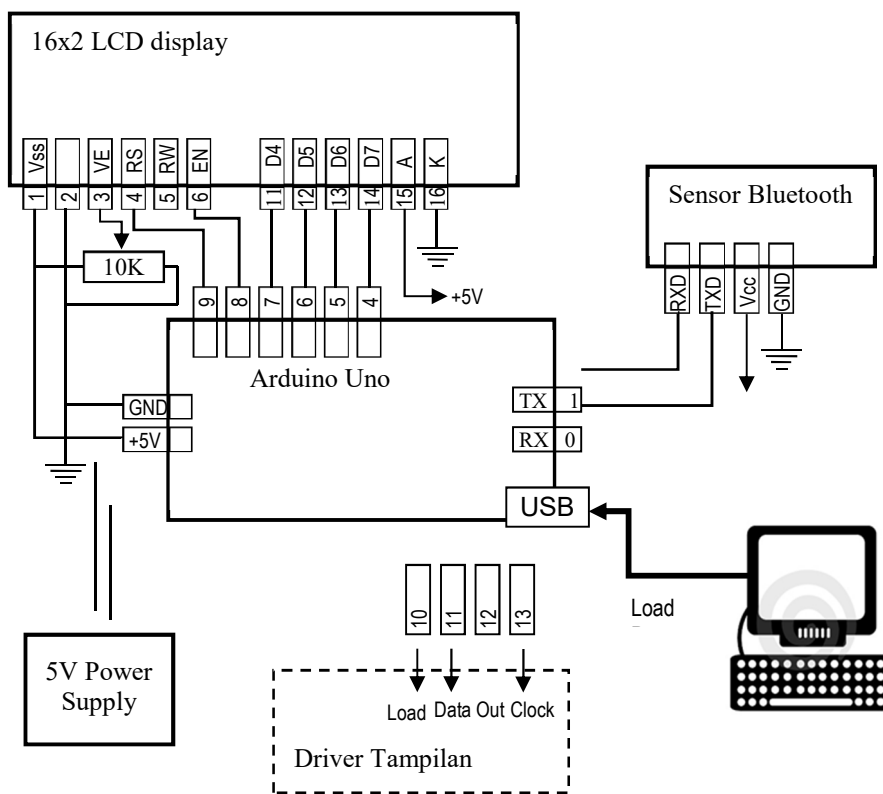 16x2 LCD display
Vss VE RS RW EN D4 D5 D6 D7 A K
1 2 3 4 5 6 11 12 13 14 15 16
Sensor Bluetooth
RXD TXD Vcc GND
10K
+5V
9 8 7 6 5 4
Arduino Uno
GND
+5V
TX 1
RX 0
USB
Load
10 11 12 13
Load Data Out Clock
Driver Tampilan
5V Power
Supply